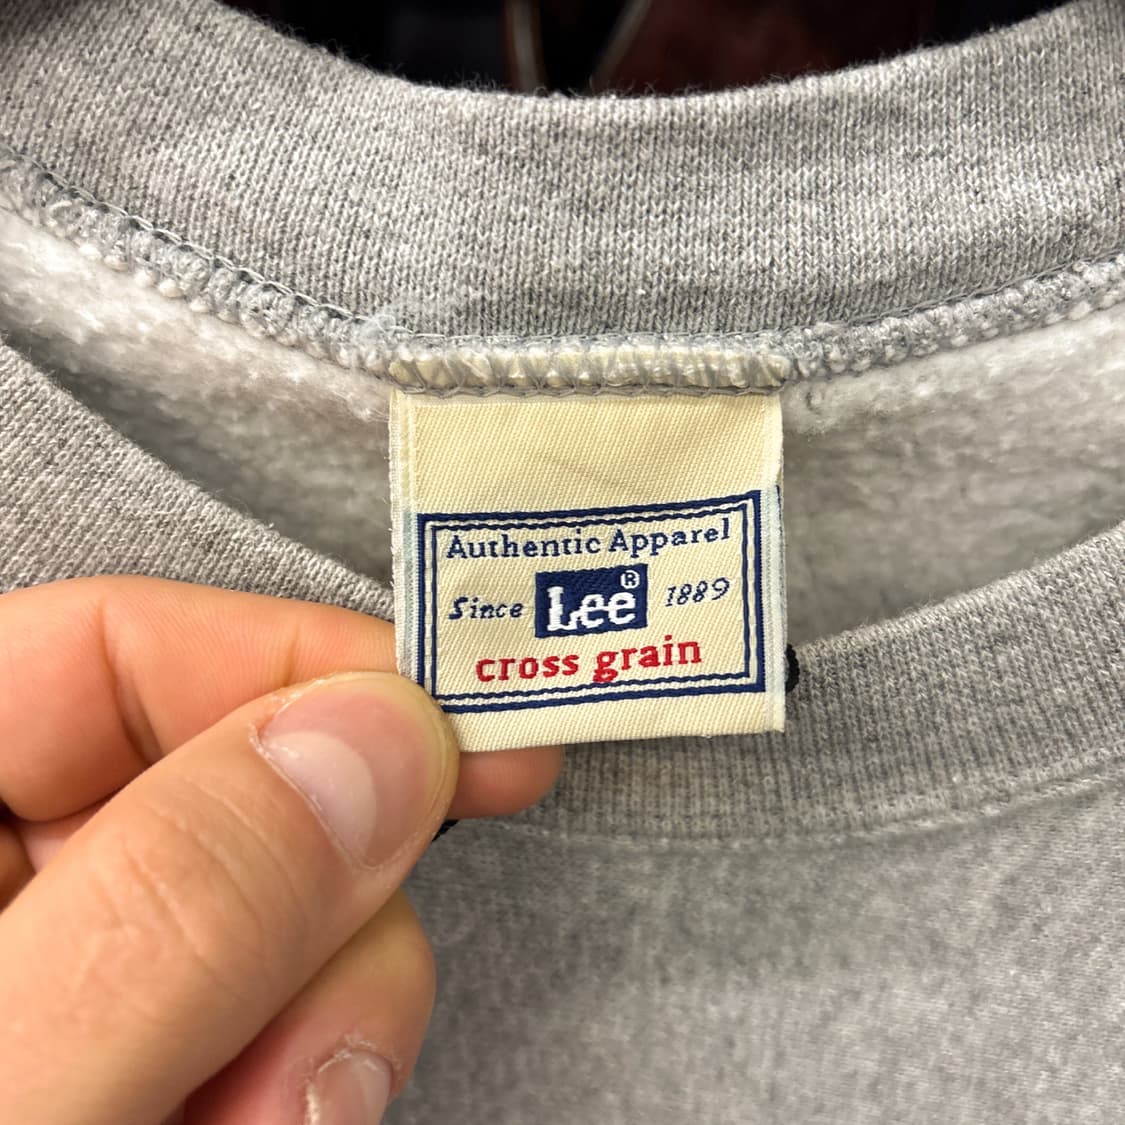 Authentic Apparel
Since Lee® 1889
cross grain